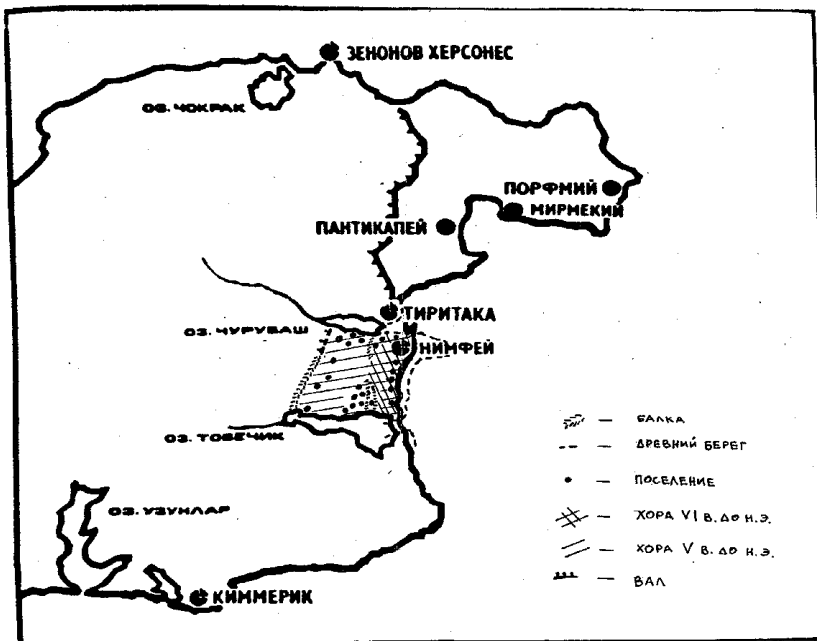 ЗЕНОНОВ ХЕРСОНЕС
ОЗ. ЧОКРАК
ПОРФМИЙ
МИРМЕКИЙ
ПАНТИКАПЕЙ
ТИРИТАКА
ОЗ. ЧУРУБАШ
НИМФЕЙ
ОЗ. ТОБЕЧИК
ОЗ. УЗУНЛАР
КИММЕРИК
— БАЛКА
— ДРЕВНИЙ БЕРЕГ
— ПОСЕЛЕНИЕ
— ХОРА VI В. ДО Н.Э.
— ХОРА V В. ДО Н.Э.
— ВАЛ